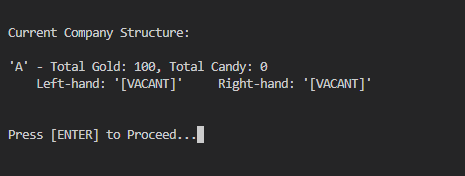 Current Company Structure:
'A' - Total Gold: 100, Total Candy: 0
Left-hand: '[VACANT]' Right-hand: '[VACANT]'
Press [ENTER] to Proceed...